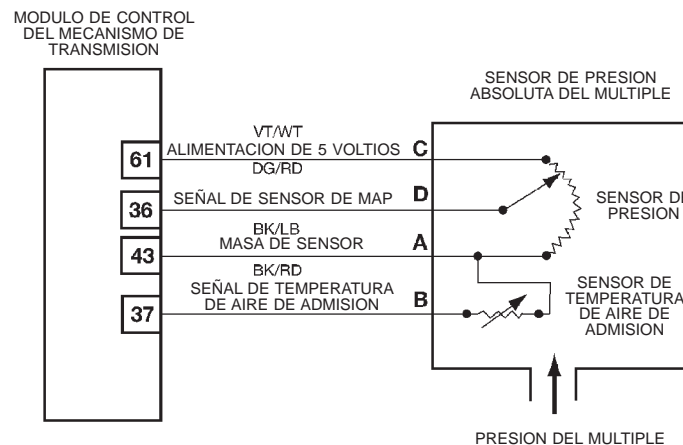 MODULO DE CONTROL
DEL MECANISMO DE
TRANSMISION
SENSOR DE PRESION
ABSOLUTA DEL MULTIPLE
VT/WT
61
ALIMENTACION DE 5 VOLTIOS
C
DG/RD
36
SEÑAL DE SENSOR DE MAP
D
SENSOR DE
PRESION
BK/LB
43
MASA DE SENSOR
A
BK/RD
37
SEÑAL DE TEMPERATURA
DE AIRE DE ADMISION
B
SENSOR DE
TEMPERATURA
DE AIRE DE
ADMISION
PRESION DEL MULTIPLE